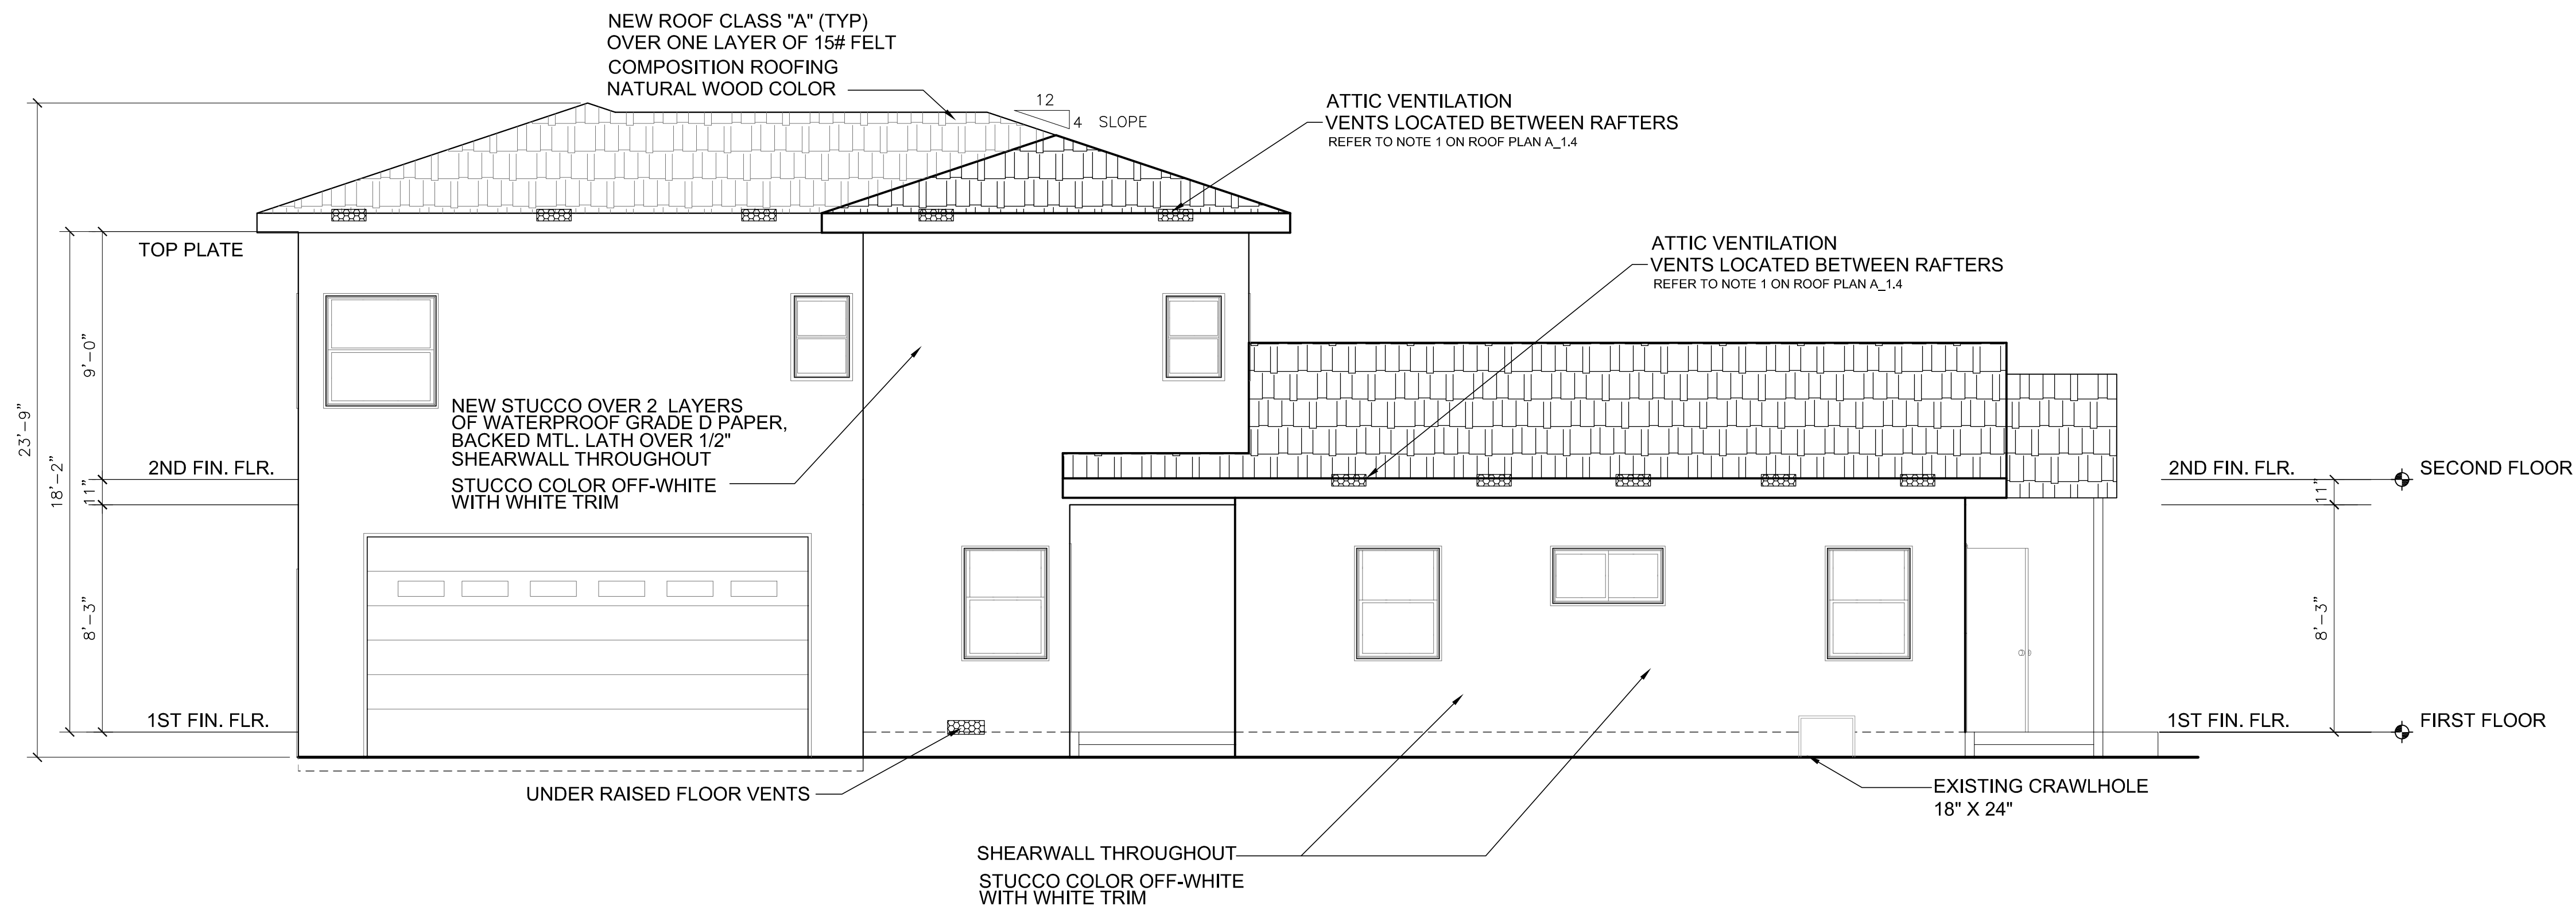 NEW ROOF CLASS "A" (TYP)
OVER ONE LAYER OF 15# FELT
COMPOSITION ROOFING
NATURAL WOOD COLOR
12
4 SLOPE
ATTIC VENTILATION
VENTS LOCATED BETWEEN RAFTERS
REFER TO NOTE 1 ON ROOF PLAN A_1.4
ATTIC VENTILATION
VENTS LOCATED BETWEEN RAFTERS
REFER TO NOTE 1 ON ROOF PLAN A_1.4
TOP PLATE
23'-9"
18'-2"
9'-0"
11"
8'-3"
2ND FIN. FLR.
1ST FIN. FLR.
NEW STUCCO OVER 2 LAYERS
OF WATERPROOF GRADE D PAPER,
BACKED MTL. LATH OVER 1/2"
SHEARWALL THROUGHOUT
STUCCO COLOR OFF-WHITE
WITH WHITE TRIM
2ND FIN. FLR.
SECOND FLOOR
11"
8'-3"
1ST FIN. FLR.
FIRST FLOOR
UNDER RAISED FLOOR VENTS
EXISTING CRAWLHOLE
18" X 24"
SHEARWALL THROUGHOUT
STUCCO COLOR OFF-WHITE
WITH WHITE TRIM